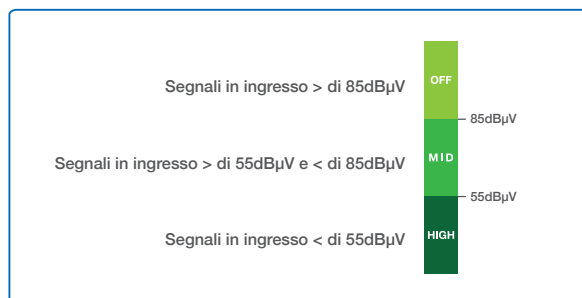 OFF
Segnali in ingresso > di 85dBµV
85dBµV
Segnali in ingresso > di 55dBµV e < di 85dBµV
MID
55dBµV
Segnali in ingresso < di 55dBµV
HIGH